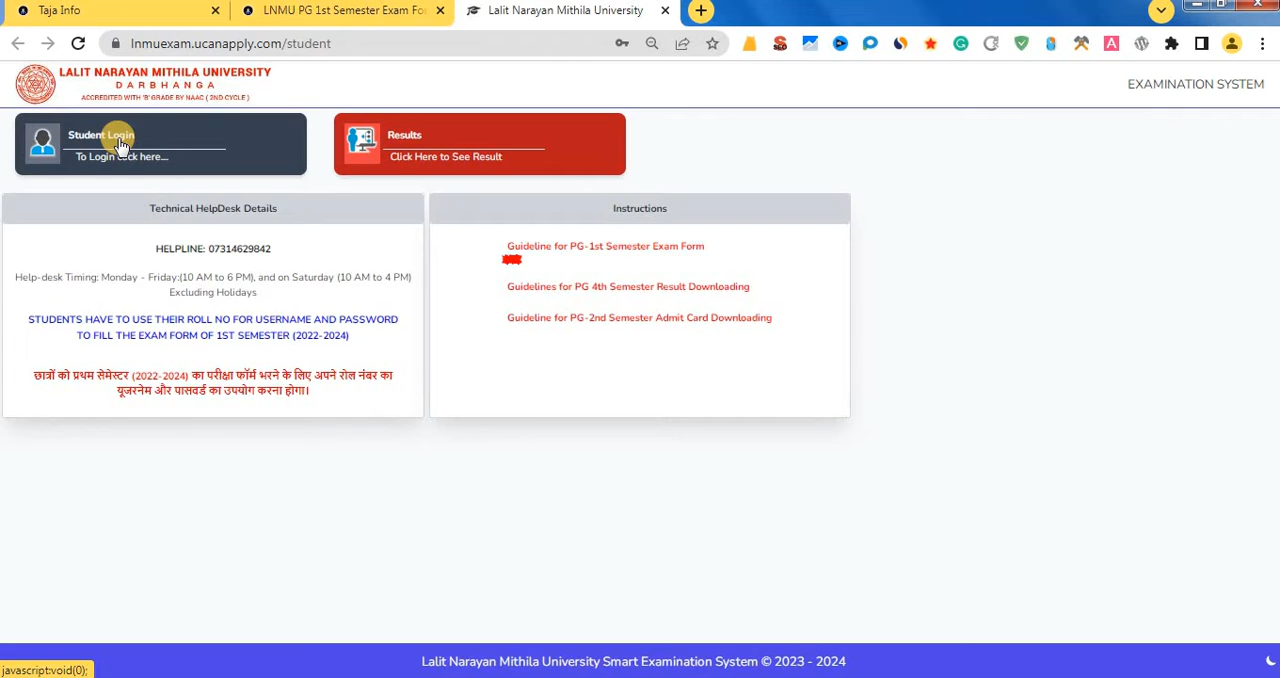 Taja Info
LNMU PG 1st Semester Exam Fo
Lalit Narayan Mithila University
lnmuexam.ucanapply.com/student
LALIT NARAYAN MITHILA UNIVERSITY
DARBHANGA
ACCREDITED WITH 'B' GRADE BY NAAC ( 2ND CYCLE )
EXAMINATION SYSTEM
Student Login
To Login click here....
Results
Click Here to See Result
Technical HelpDesk Details
HELPLINE: 07314629842
Help-desk Timing: Monday - Friday:(10 AM to 6 PM), and on Saturday (10 AM to 4 PM)
Excluding Holidays
STUDENTS HAVE TO USE THEIR ROLL NO FOR USERNAME AND PASSWORD
TO FILL THE EXAM FORM OF 1ST SEMESTER (2022-2024)
छात्रों को प्रथम सेमेस्टर (2022-2024) का परीक्षा फॉर्म भरने के लिए अपने रोल नंबर का
यूजरनेम और पासवर्ड का उपयोग करना होगा।
Instructions
Guideline for PG-1st Semester Exam Form
Guidelines for PG 4th Semester Result Downloading
Guideline for PG-2nd Semester Admit Card Downloading
Lalit Narayan Mithila University Smart Examination System © 2023 - 2024
javascript:void(0);